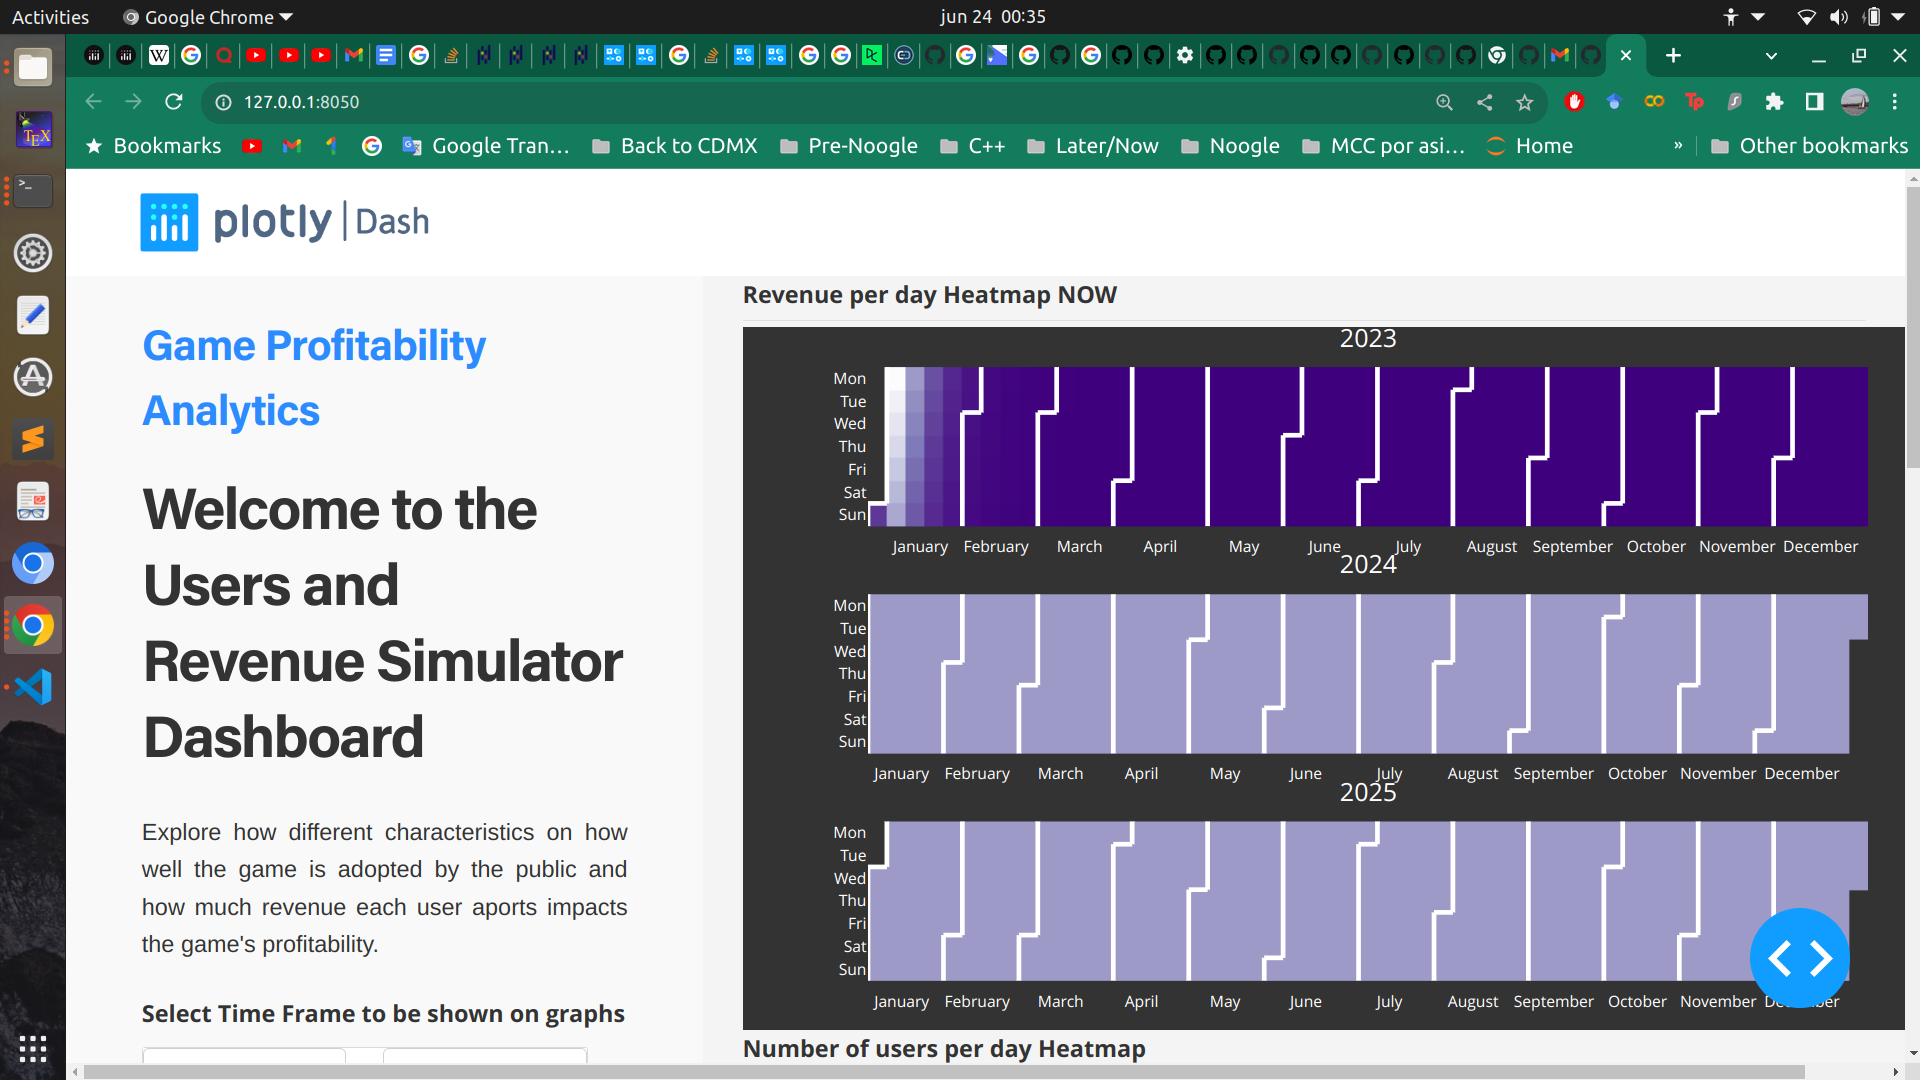 Activities
Google Chrome
jun 24 00:35
127.0.0.1:8050
Tp
TEX
Bookmarks
Google Tran…
Back to CDMX
Pre-Noogle
C++
Later/Now
Noogle
MCC por asi…
Home
»
Other bookmarks
plotly | Dash
Game Profitability
Analytics
Welcome to the
Users and
Revenue Simulator
Dashboard
Explore how different characteristics on how
well the game is adopted by the public and
how much revenue each user aports impacts
the game's profitability.
Select Time Frame to be shown on graphs
Revenue per day Heatmap NOW
2023
Mon
Tue
Wed
Thu
Fri
Sat
Sun
January February March April May June July August September October November December
2024
Mon
Tue
Wed
Thu
Fri
Sat
Sun
January February March April May June July August September October November December
2025
Mon
Tue
Wed
Thu
Fri
Sat
Sun
January February March April May June July August September October November
Number of users per day Heatmap